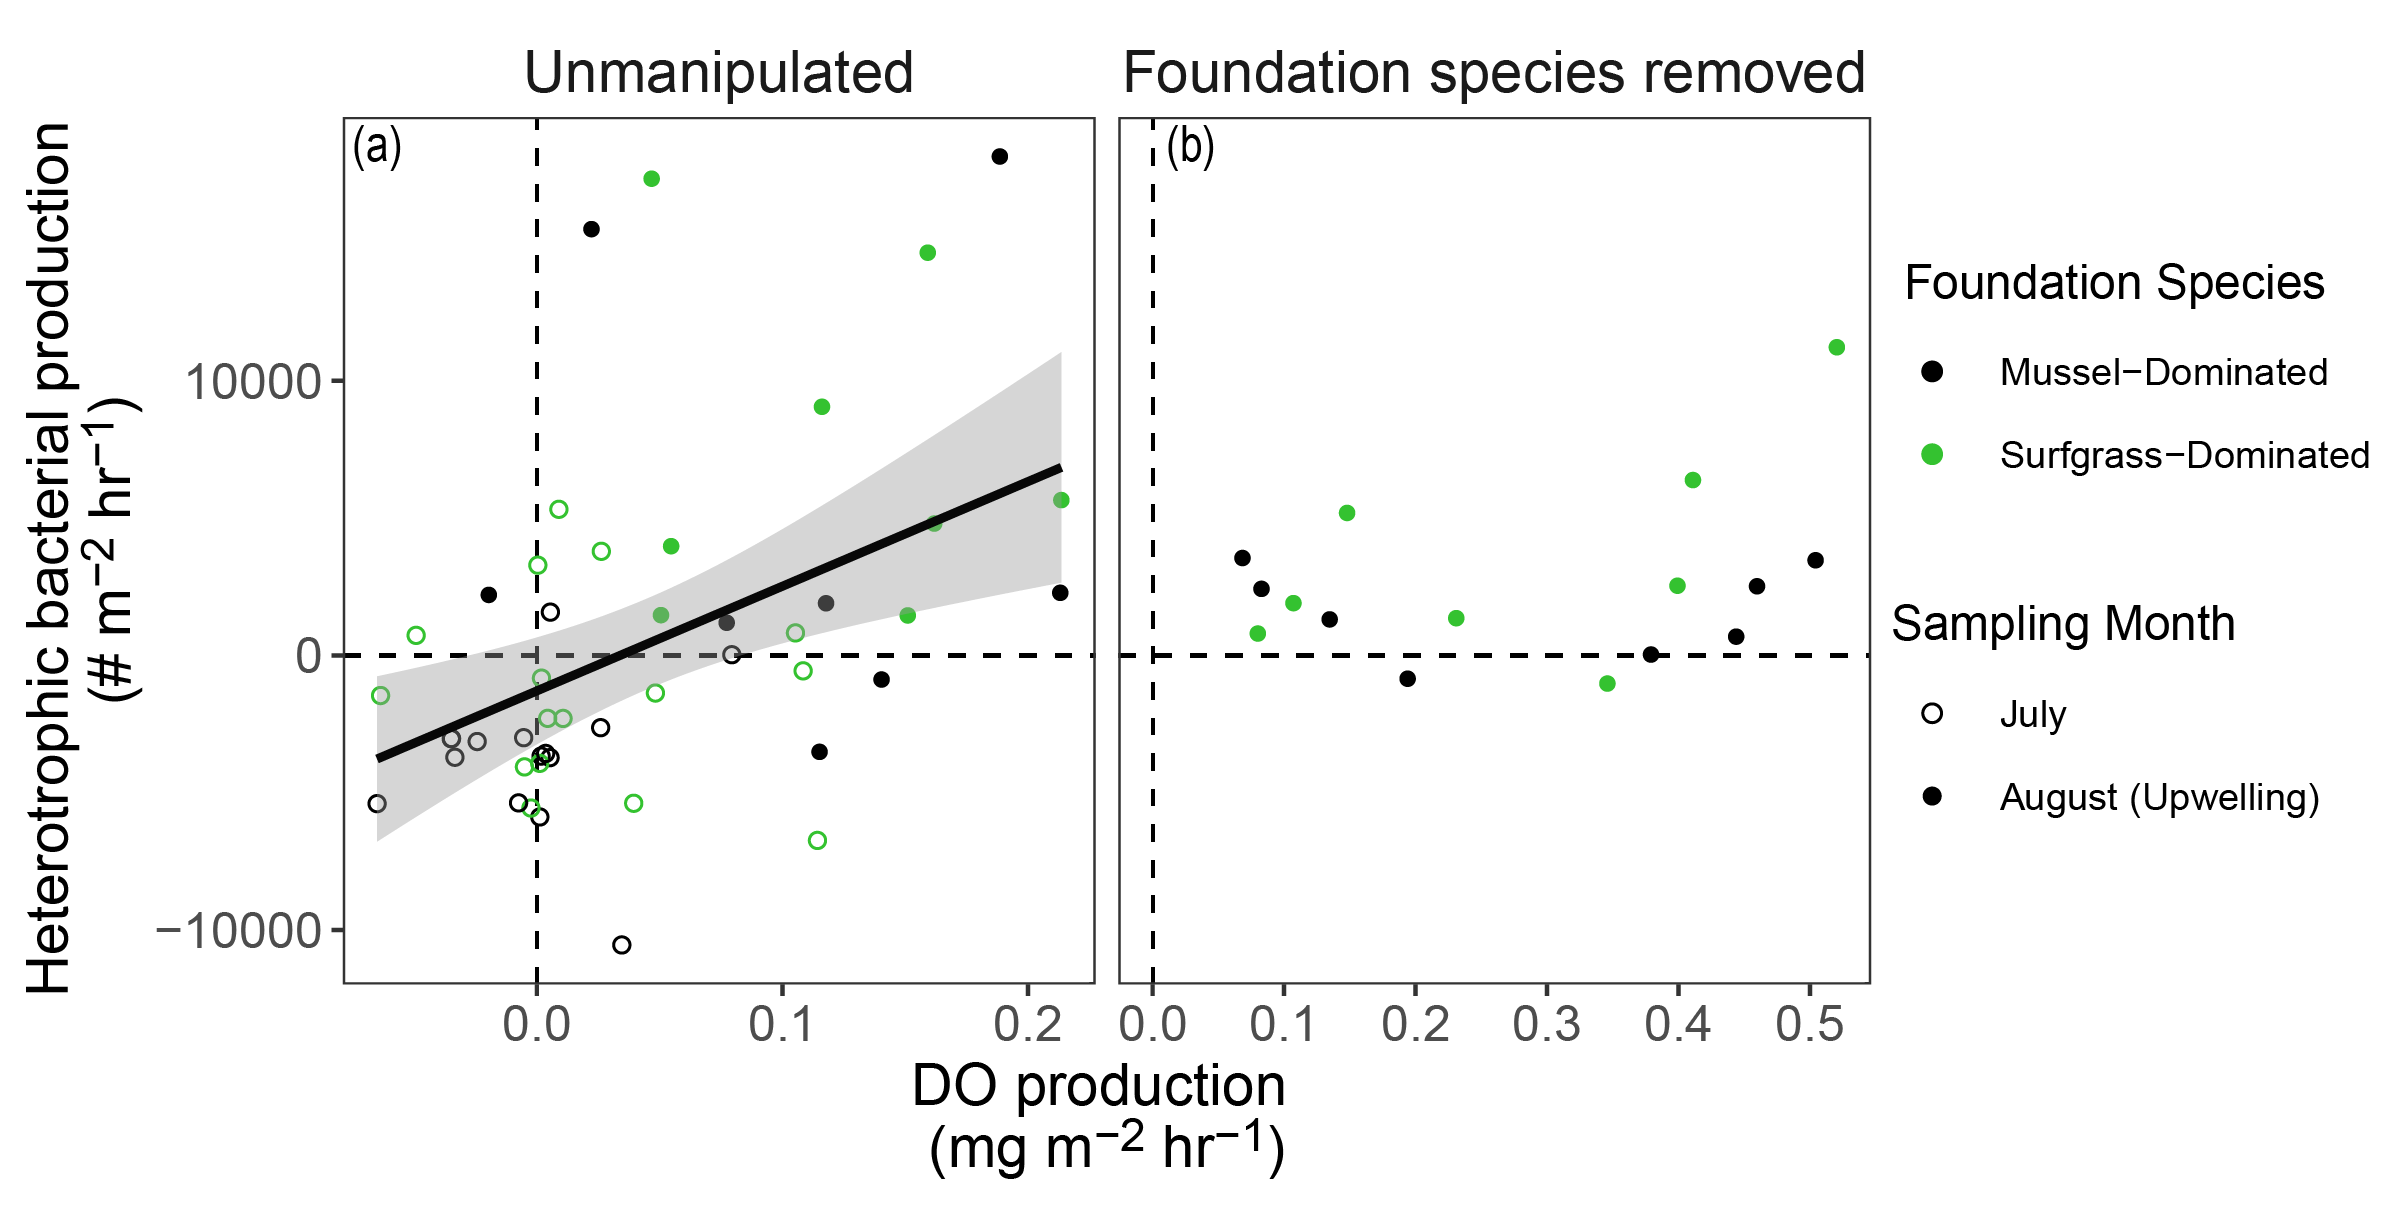 Unmanipulated
Foundation species removed
(a)
(b)
Heterotrophic bacterial production
(# m−2 hr−1)
10000
0
−10000
0.0
0.1
0.2
0.0
0.1
0.2
0.3
0.4
0.5
DO production
(mg m−2 hr−1)
Foundation Species
Mussel−Dominated
Surfgrass−Dominated
Sampling Month
July
August (Upwelling)